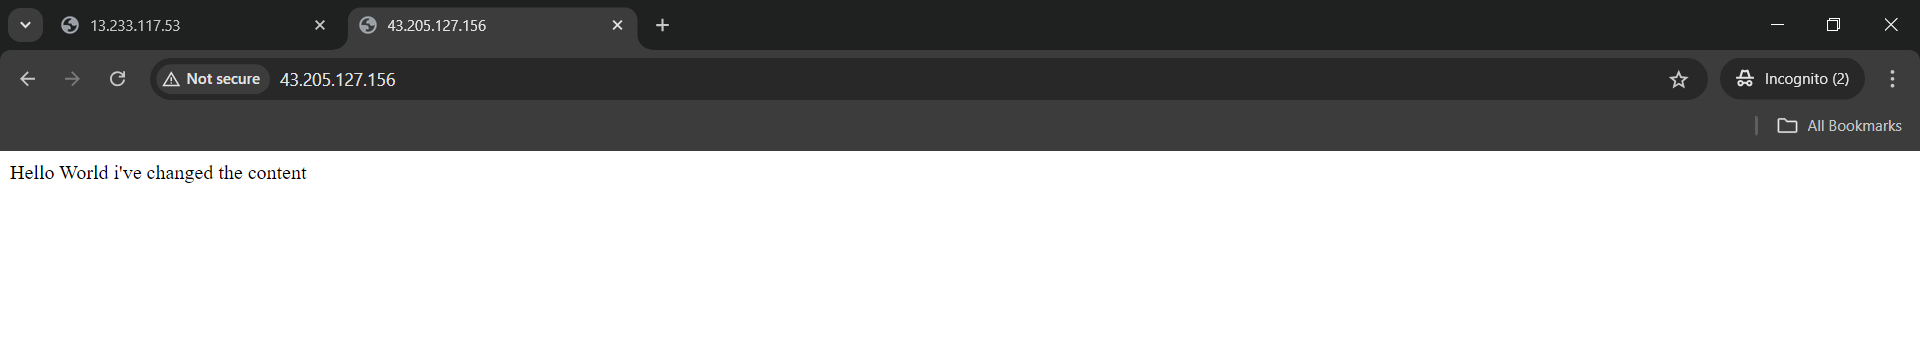 13.233.117.53
43.205.127.156
Not secure
43.205.127.156
Incognito (2)
All Bookmarks
Hello World i've changed the content